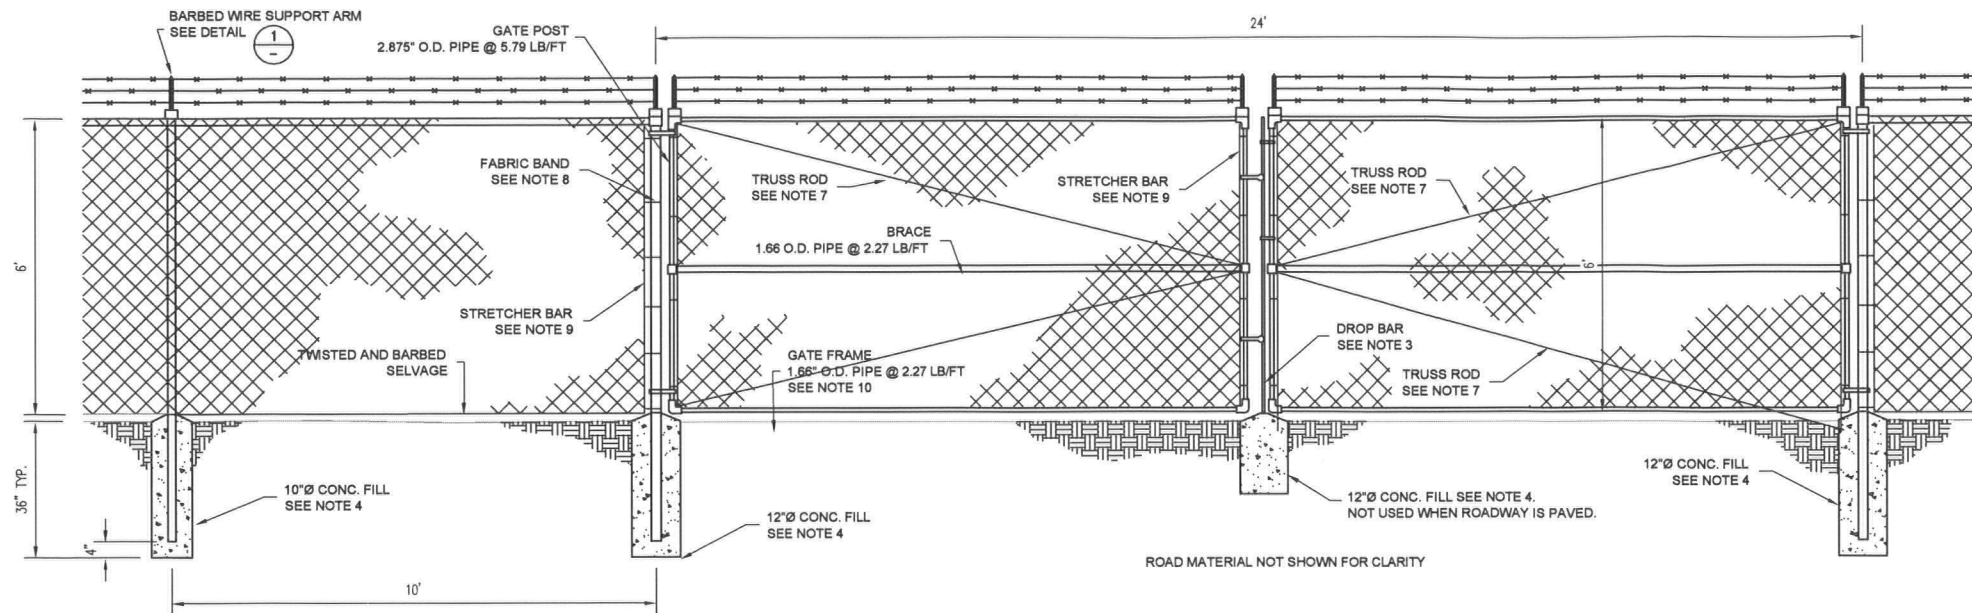 BARBED WIRE SUPPORT ARM
SEE DETAIL
1
-
GATE POST
2.875" O.D. PIPE @ 5.79 LB/FT
24'
FABRIC BAND
SEE NOTE 8
TRUSS ROD
SEE NOTE 7
STRETCHER BAR
SEE NOTE 9
TRUSS ROD
SEE NOTE 7
6'
BRACE
1.66 O.D. PIPE @ 2.27 LB/FT
6'
STRETCHER BAR
SEE NOTE 9
TWISTED AND BARBED
SELVAGE
GATE FRAME
1.66" O.D. PIPE @ 2.27 LB/FT
SEE NOTE 10
DROP BAR
SEE NOTE 3
TRUSS ROD
SEE NOTE 7
36" TYP.
4"
10"Ø CONC. FILL
SEE NOTE 4
12"Ø CONC. FILL
SEE NOTE 4
12"Ø CONC. FILL SEE NOTE 4.
NOT USED WHEN ROADWAY IS PAVED.
12"Ø CONC. FILL
SEE NOTE 4
ROAD MATERIAL NOT SHOWN FOR CLARITY
10'